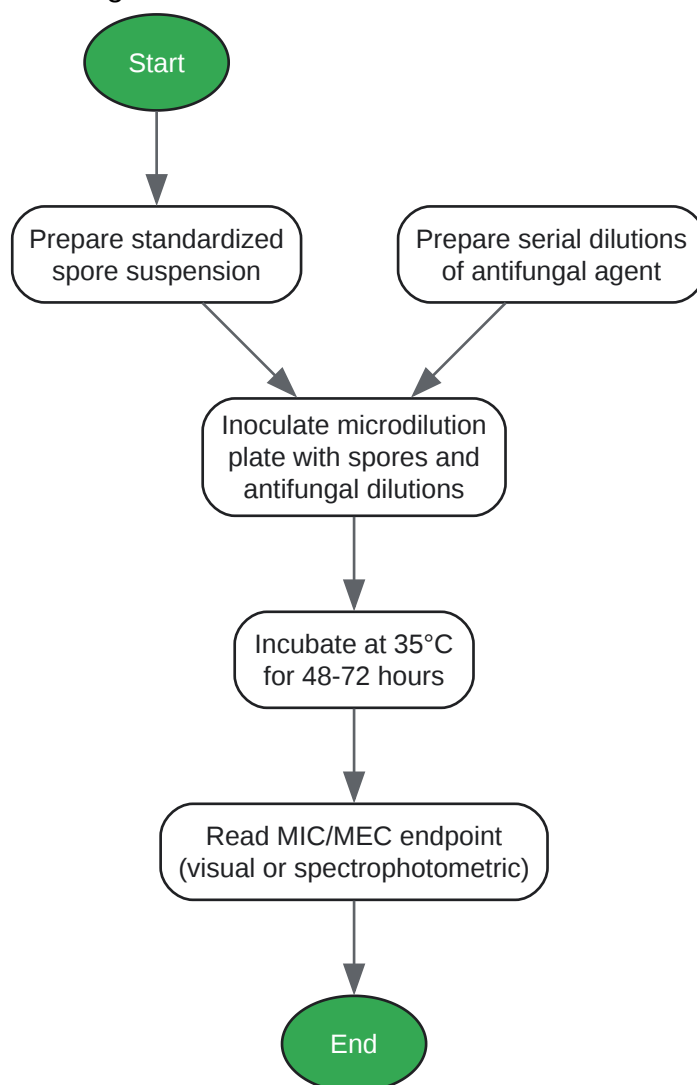 Start
Prepare standardized
spore suspension
Prepare serial dilutions
of antifungal agent
Inoculate microdilution
plate with spores and
antifungal dilutions
Incubate at 35°C
for 48-72 hours
Read MIC/MEC endpoint
(visual or spectrophotometric)
End